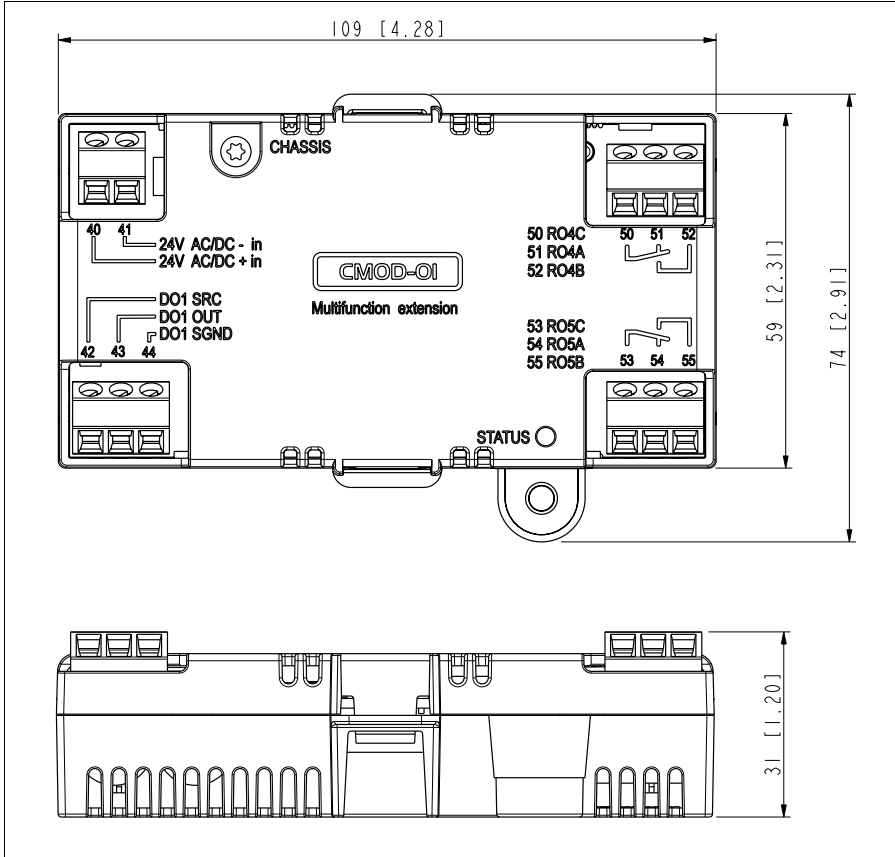 109 [4.28]
CHASSIS
40 41
24V AC/DC - in
24V AC/DC + in
DO1 SRC
DO1 OUT
DO1 SGND
42 43 44
CMOD-01
Multifunction extension
50 RO4C 50 51 52
51 RO4A
52 RO4B
53 RO5C
54 RO5A
55 RO5B 53 54 55
STATUS
59 [2.31]
74 [2.91]
31 [1.20]